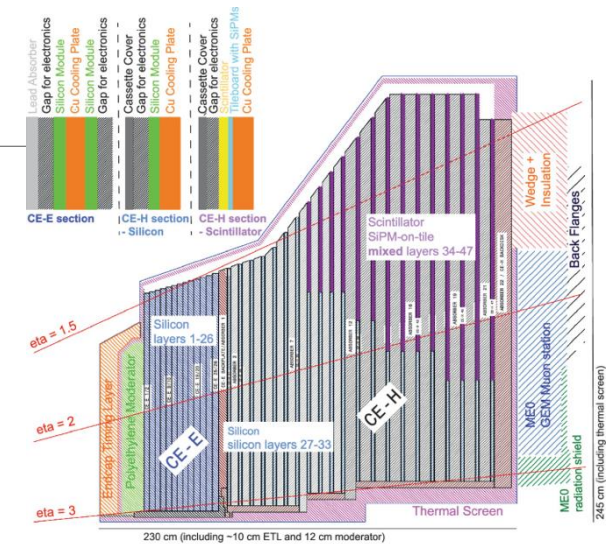 Lead Absorber
Gap for electronics
Silicon Module
Cu Cooling Plate
Silicon Module
Gap for electronics
Cassette Cover
Gap for electronics
Silicon Module
Cu Cooling Plate
Cassette Cover
Gap for electronics
Scintillator
Tileboard with SiPMs
Cu Cooling Plate
CE-E section
CE-H section
- Silicon
CE-H section
- Scintillator
eta = 1.5
eta = 2
eta = 3
Endcap Timing Layer
Polyethylene Moderator
Silicon
layers 1-26
CE - E
Silicon
silicon layers 27-33
CE - H
Scintillator
SiPM-on-tile
mixed layers 34-47
Wedge +
Insulation
Back Flanges
ME0
GEM Muon station
ME0
radiation shield
Thermal Screen
230 cm (including ~10 cm ETL and 12 cm moderator)
245 cm (including thermal screen)